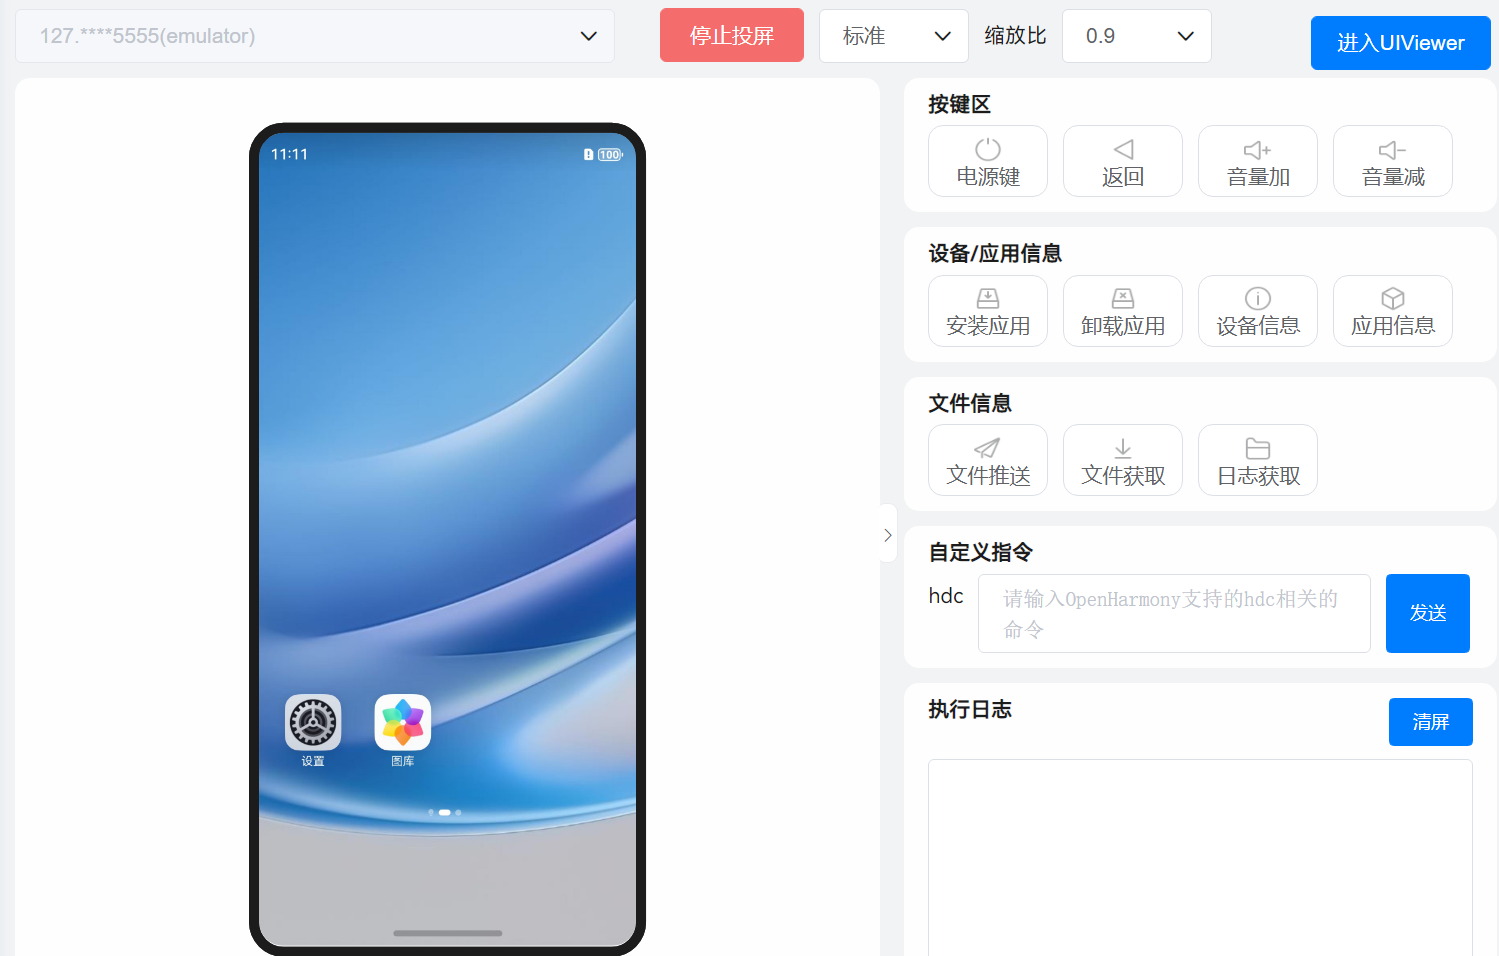 127.****5555(emulator)
停止投屏
标准
缩放比
0.9
进入UIViewer
11:11
100
设置
图库
按键区
电源键
返回
音量加
音量减
设备/应用信息
安装应用
卸载应用
设备信息
应用信息
文件信息
文件推送
文件获取
日志获取
自定义指令
hdc
请输入OpenHarmony支持的hdc相关的
命令
发送
执行日志
清屏